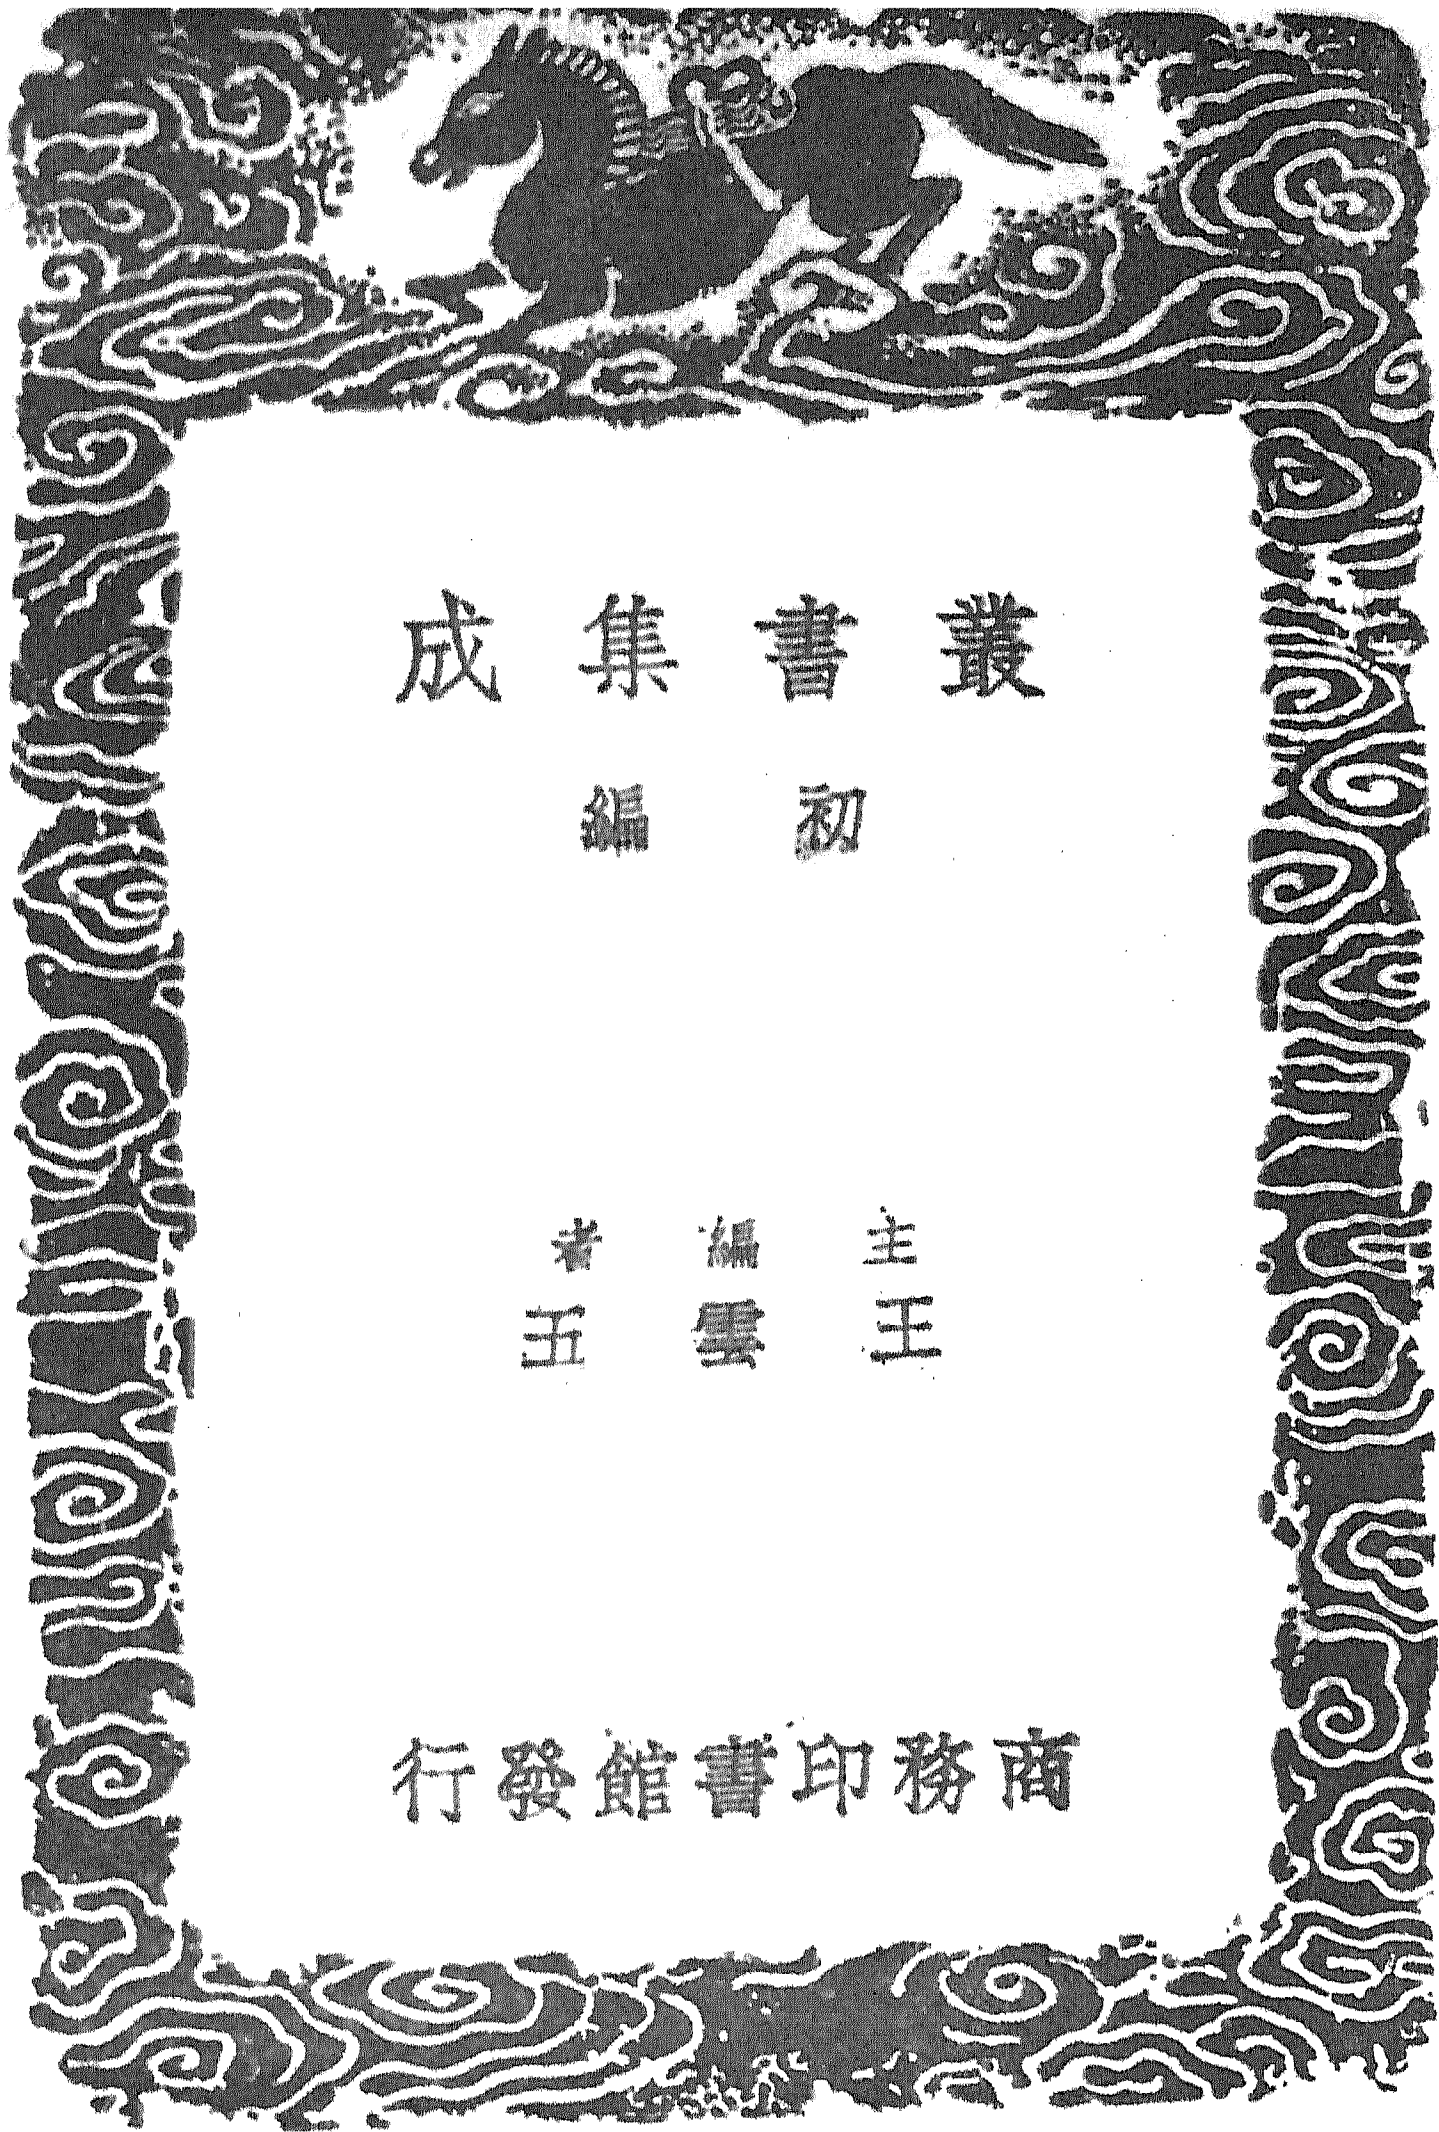 叢書集成
初編
主編者
王雲五
商務印書館發行